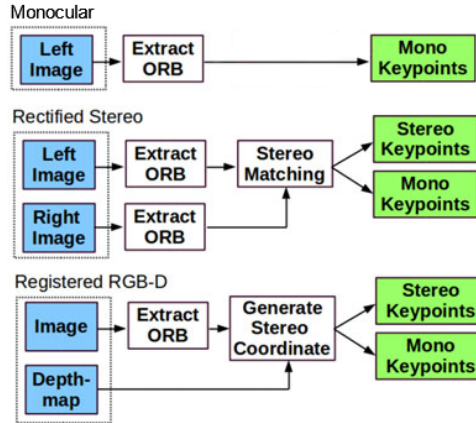 Monocular
Left
Image
Extract
ORB
Mono
Keypoints
Rectified Stereo
Left
Image
Extract
ORB
Stereo
Matching
Stereo
Keypoints
Mono
Keypoints
Right
Image
Extract
ORB
Registered RGB-D
Image
Extract
ORB
Generate
Stereo
Coordinate
Stereo
Keypoints
Mono
Keypoints
Depth-
map